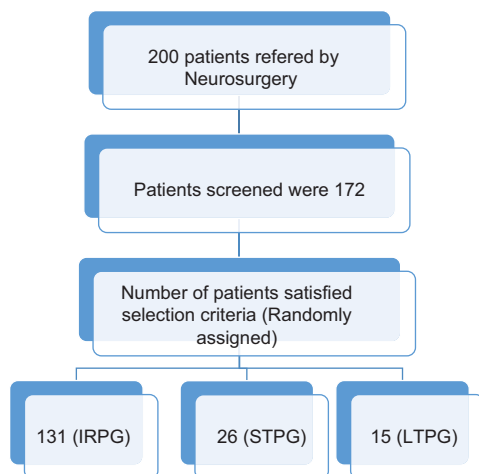 200 patients refered by
Neurosurgery
Patients screened were 172
Number of patients satisfied
selection criteria (Randomly
assigned)
131 (IRPG)
26 (STPG)
15 (LTPG)